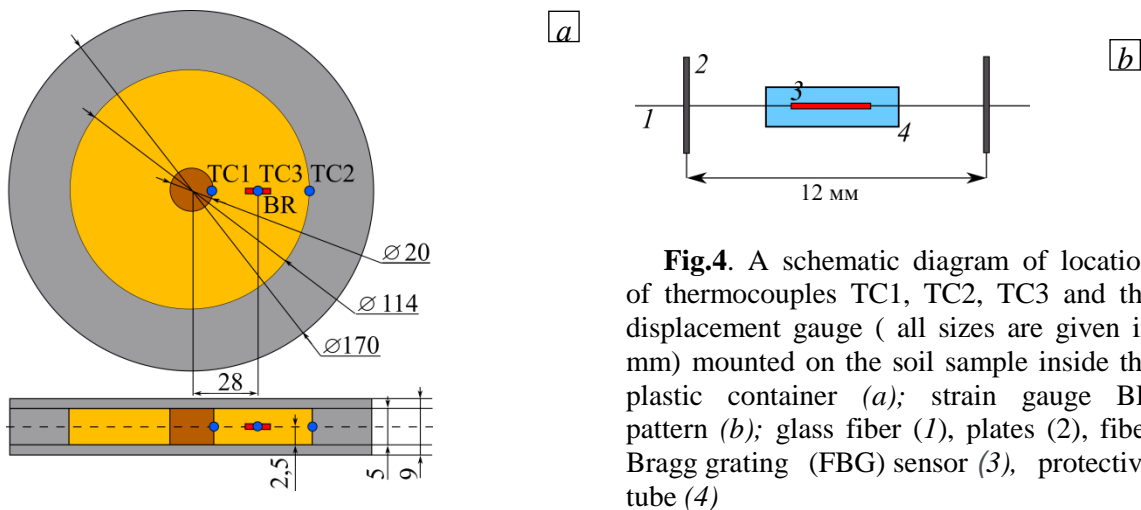 a
TC1 TC3 TC2
BR
⌀20
⌀114
⌀170
28
2,5
5
9
b
2
3
1
4
12 мм
Fig.4. A schematic diagram of location
of thermocouples TC1, TC2, TC3 and th
displacement gauge ( all sizes are given i
mm) mounted on the soil sample inside th
plastic container (a); strain gauge BI
pattern (b); glass fiber (1), plates (2), fibe
Bragg grating (FBG) sensor (3), protectiv
tube (4)